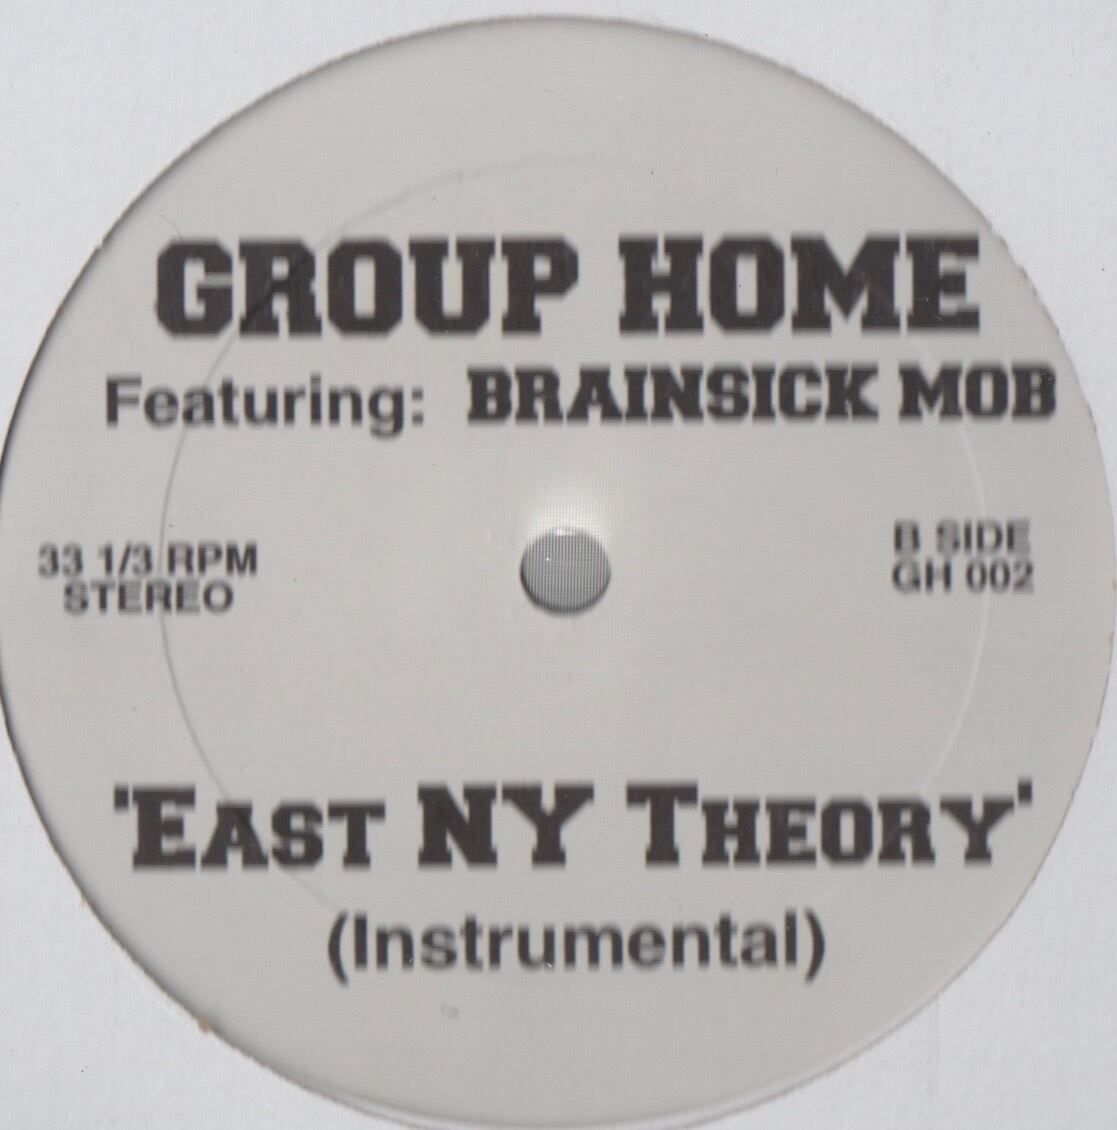 GROUP HOME
Featuring: BRAINSICK MOB
33 1/3 RPM
STEREO
B SIDE
GH 002
'EAST NY THEORY'
(Instrumental)